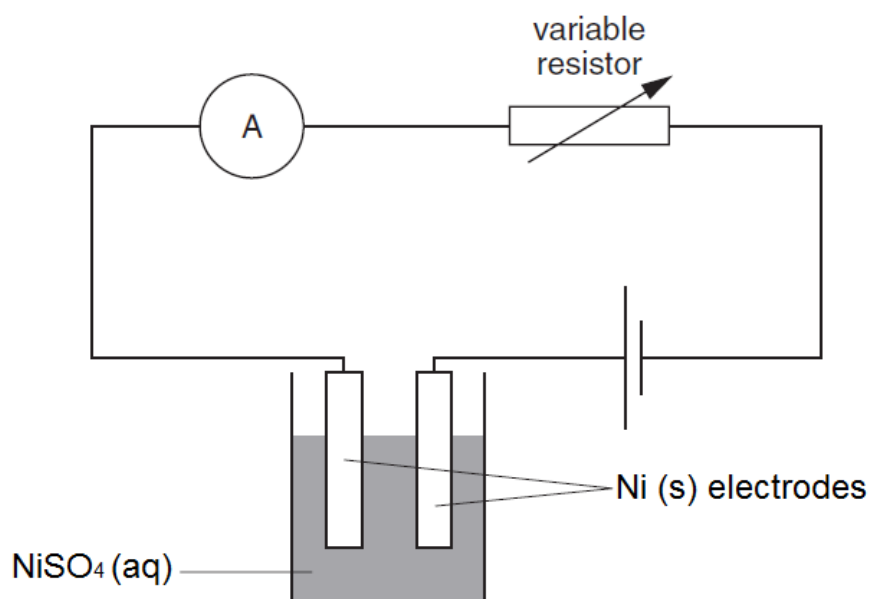 variable
resistor
A
Ni (s) electrodes
NiSO₄ (aq)